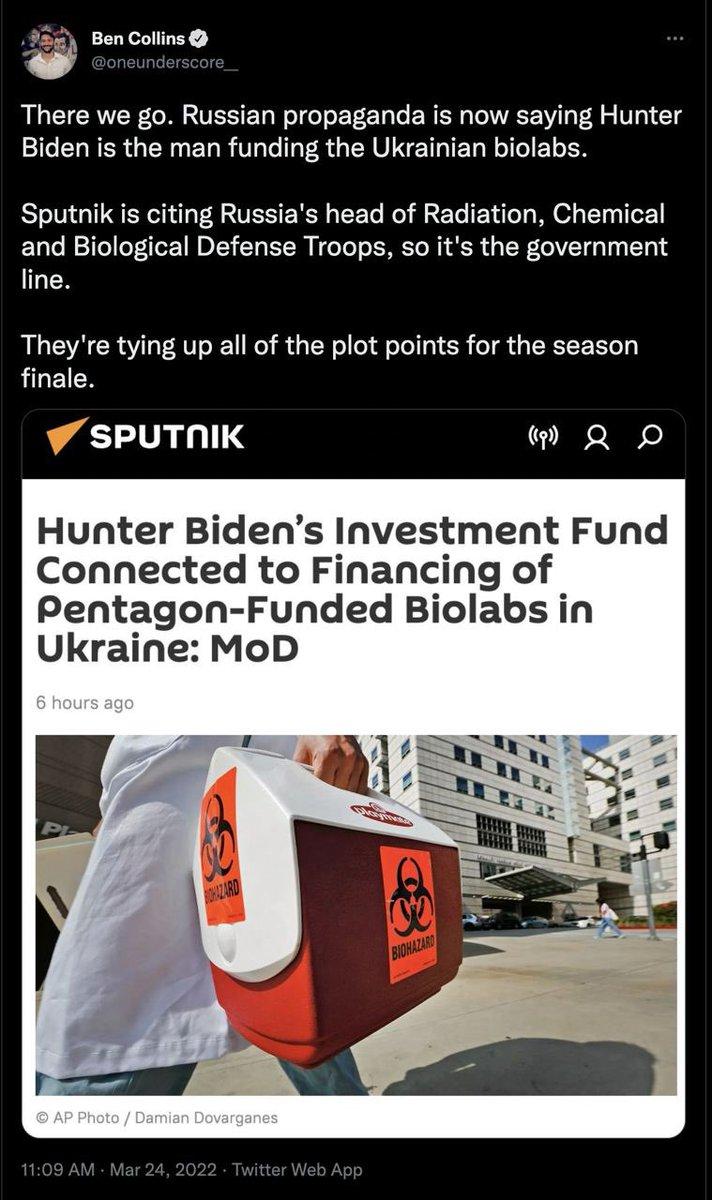 Ben Collins
@oneunderscore__
There we go. Russian propaganda is now saying Hunter
Biden is the man funding the Ukrainian biolabs.
Sputnik is citing Russia's head of Radiation, Chemical
and Biological Defense Troops, so it's the government
line.
They're tying up all of the plot points for the season
finale.
SPUTNIK
Hunter Biden's Investment Fund
Connected to Financing of
Pentagon-Funded Biolabs in
Ukraine: MoD
6 hours ago
playmate
BIOHAZARD
BIOHAZARD
© AP Photo / Damian Dovarganes
11:09 AM · Mar 24, 2022 · Twitter Web App